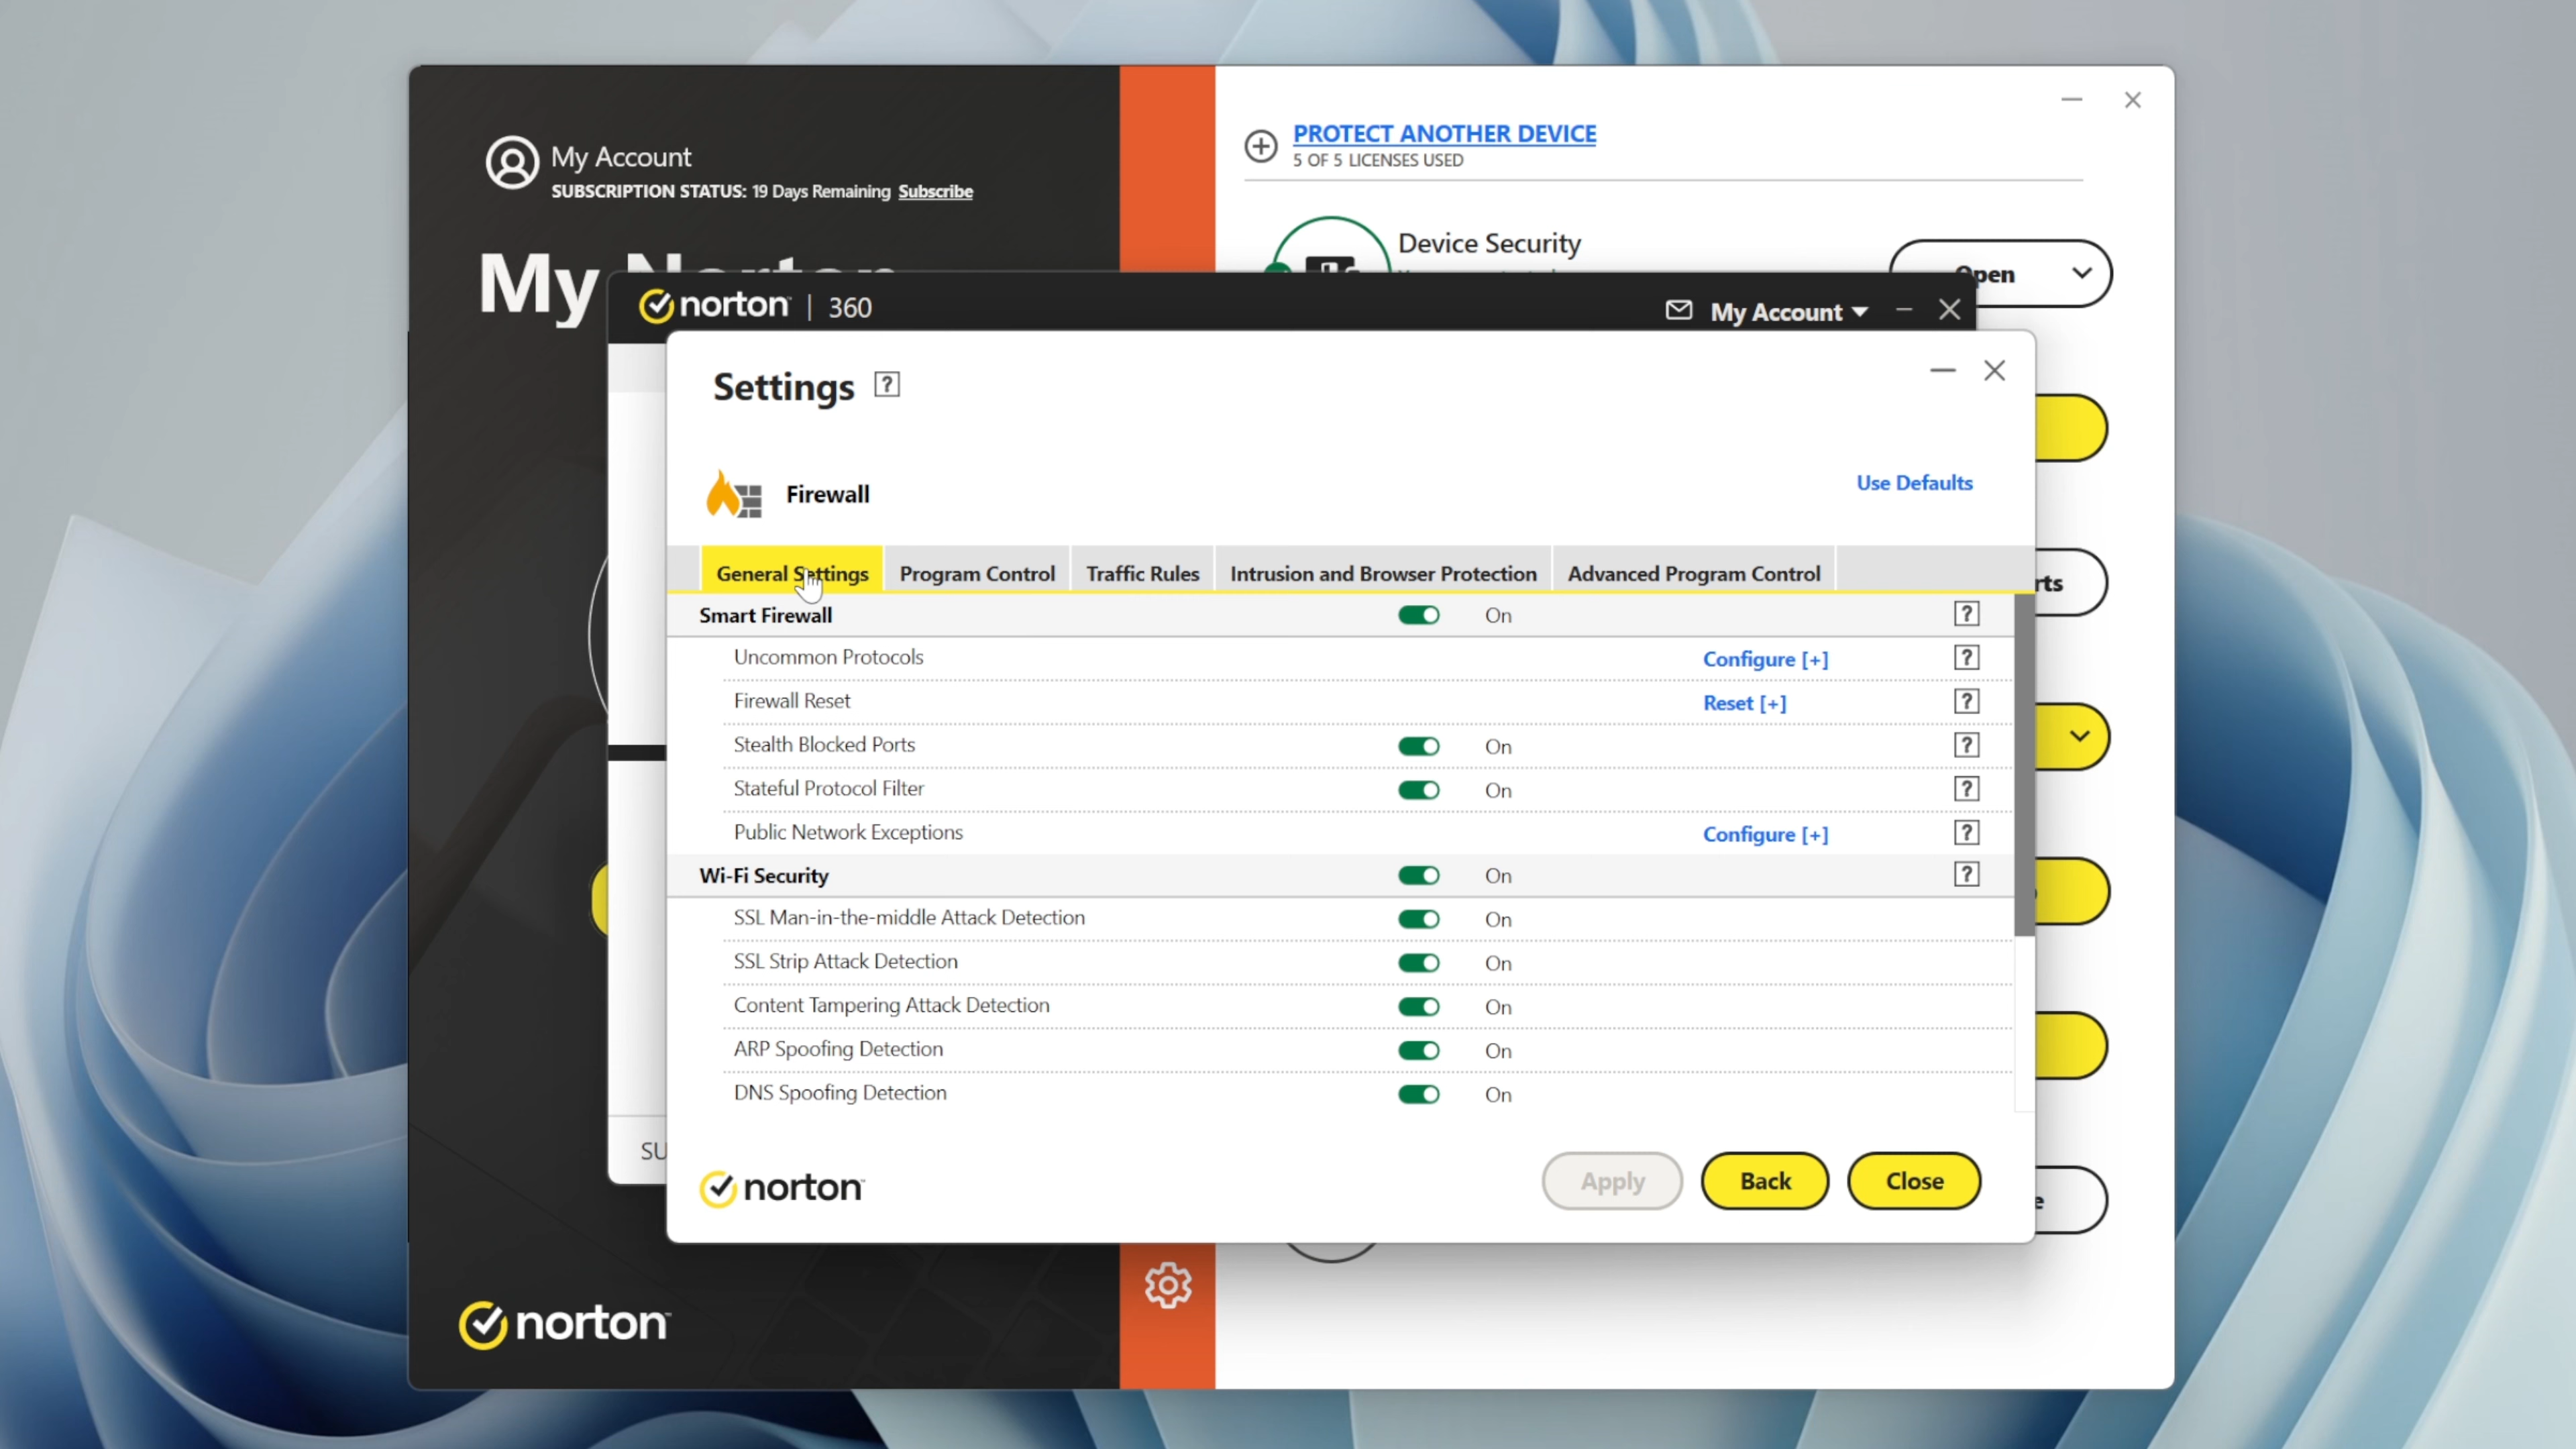 My Account
SUBSCRIPTION STATUS: 19 Days Remaining Subscribe
My Norton
PROTECT ANOTHER DEVICE
5 OF 5 LICENSES USED
Device Security
Open
norton | 360
My Account
Settings ?
Firewall
Use Defaults
General Settings Program Control Traffic Rules Intrusion and Browser Protection Advanced Program Control
Smart Firewall On ?
Uncommon Protocols Configure [+] ?
Firewall Reset Reset [+] ?
Stealth Blocked Ports On ?
Stateful Protocol Filter On ?
Public Network Exceptions Configure [+] ?
Wi-Fi Security On ?
SSL Man-in-the-middle Attack Detection On
SSL Strip Attack Detection On
Content Tampering Attack Detection On
ARP Spoofing Detection On
DNS Spoofing Detection On
norton
Apply Back Close
rts
SU
e
norton